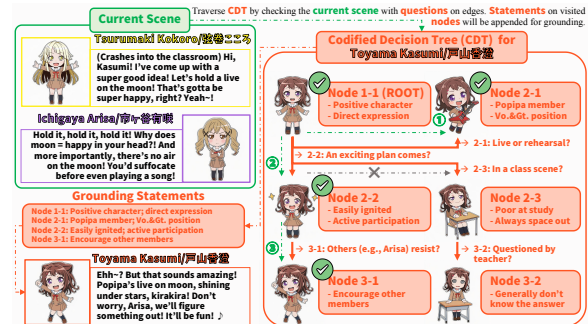 Traverse CDT by checking the current scene with questions on edges. Statements on visited
nodes will be appended for grounding.
Current Scene
Tsurumaki Kokoro/弦巻こころ
(Crashes into the classroom) Hi,
Kasumi! I've come up with a
super good idea! Let's hold a live
on the moon! That's gotta be
super happy, right? Yeah~!
Ichigaya Arisa/市ヶ谷有咲
Hold it, hold it, hold it! Why does
moon = happy in your head?! And
more importantly, there's no air
on the moon! You'd suffocate
before even playing a song!
Grounding Statements
Node 1-1: Positive character; direct expression
Node 2-1: Popipa member; Vo.&Gt. position
Node 2-2: Easily ignited; active participation
Node 3-1: Encourage other members
Toyama Kasumi/戸山香澄
Eeh~? But that sounds amazing!
Popipa's live on moon, shining
under stars, kirakira! Don't
worry, Arisa, we'll figure
something out! It'll be fun! ♪
Codified Decision Tree (CDT) for
Toyama Kasumi/戸山香澄
Node 1-1 (ROOT)
- Positive character
- Direct expression
Node 2-1
- Popipa member
- Vo.&Gt. position
①
2-1: Live or rehearsal?
②
2-2: An exciting plan comes?
2-3: In a class scene?
Node 2-2
- Easily ignited
- Active participation
Node 2-3
- Poor at study
- Always space out
③
3-1: Others (e.g., Arisa) resist?
3-2: Questioned by
teacher?
Node 3-1
- Encourage other
members
Node 3-2
- Generally don't
know the answer